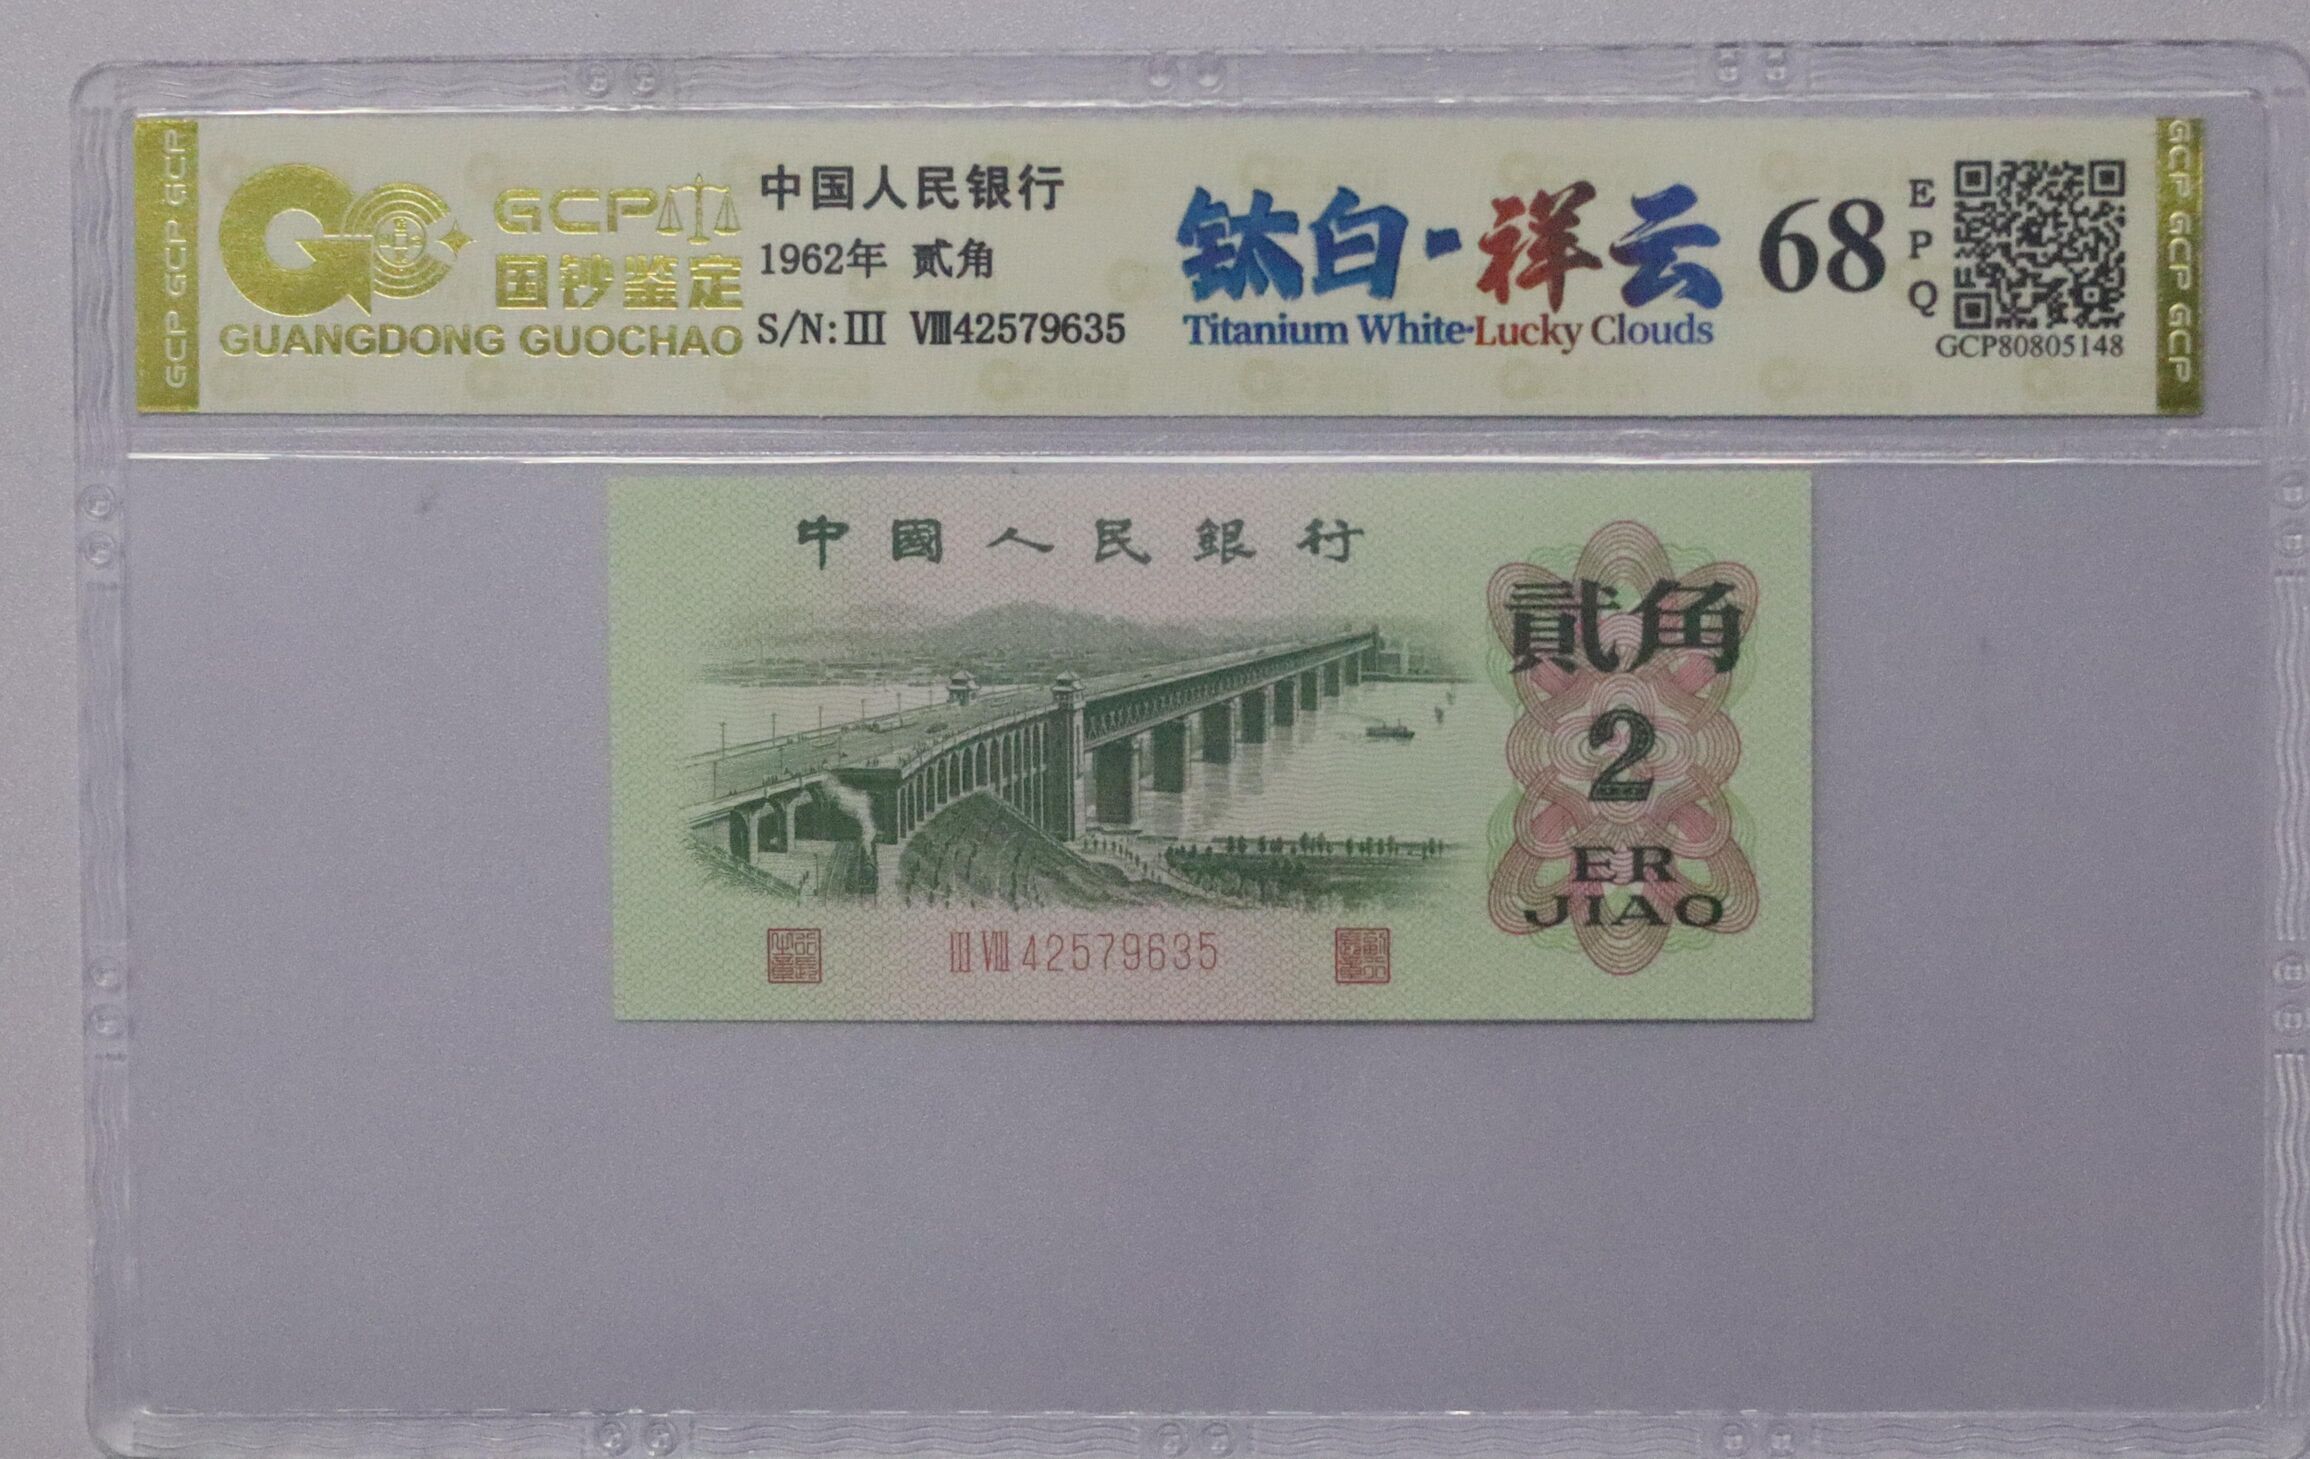 GCP GCP GCP
GCP
国钞鉴定
GUANGDONG GUOCHAO
中国人民银行
1962年 贰角
S/N:III VIII42579635
钛白-祥云
Titanium White-Lucky Clouds
68
EPQ
GCP80805148
GCP GCP GCP
中國人民銀行
貳角
2
ER
JIAO
III VIII 42579635